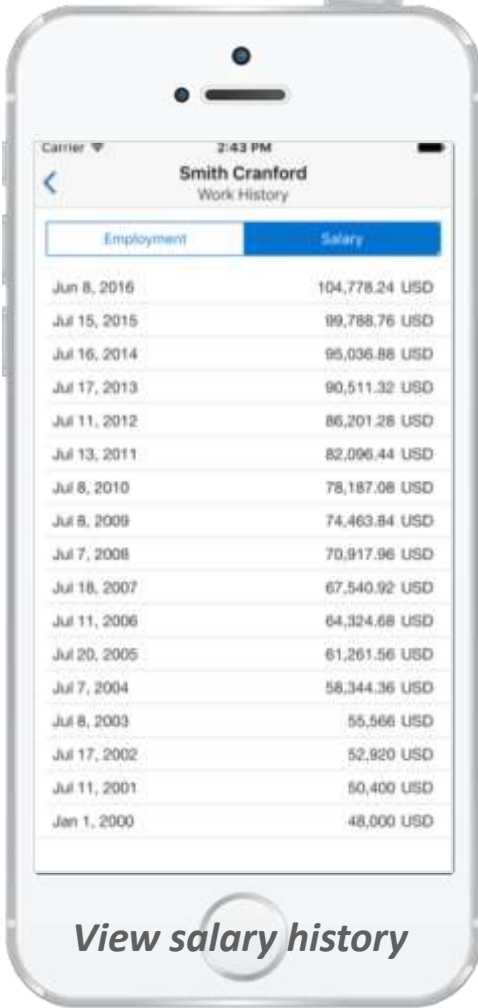 Carrier 2:43 PM
Smith Cranford
Work History
Employment Salary
Jun 8, 2016 104,778.24 USD
Jul 15, 2015 99,788.76 USD
Jul 16, 2014 95,036.88 USD
Jul 17, 2013 90,511.32 USD
Jul 11, 2012 86,201.28 USD
Jul 13, 2011 82,096.44 USD
Jul 8, 2010 78,187.08 USD
Jul 8, 2009 74,463.84 USD
Jul 7, 2008 70,917.96 USD
Jul 18, 2007 67,540.92 USD
Jul 11, 2006 64,324.68 USD
Jul 20, 2005 61,261.56 USD
Jul 7, 2004 58,344.36 USD
Jul 8, 2003 55,566 USD
Jul 17, 2002 52,920 USD
Jul 11, 2001 50,400 USD
Jan 1, 2000 48,000 USD
View salary history